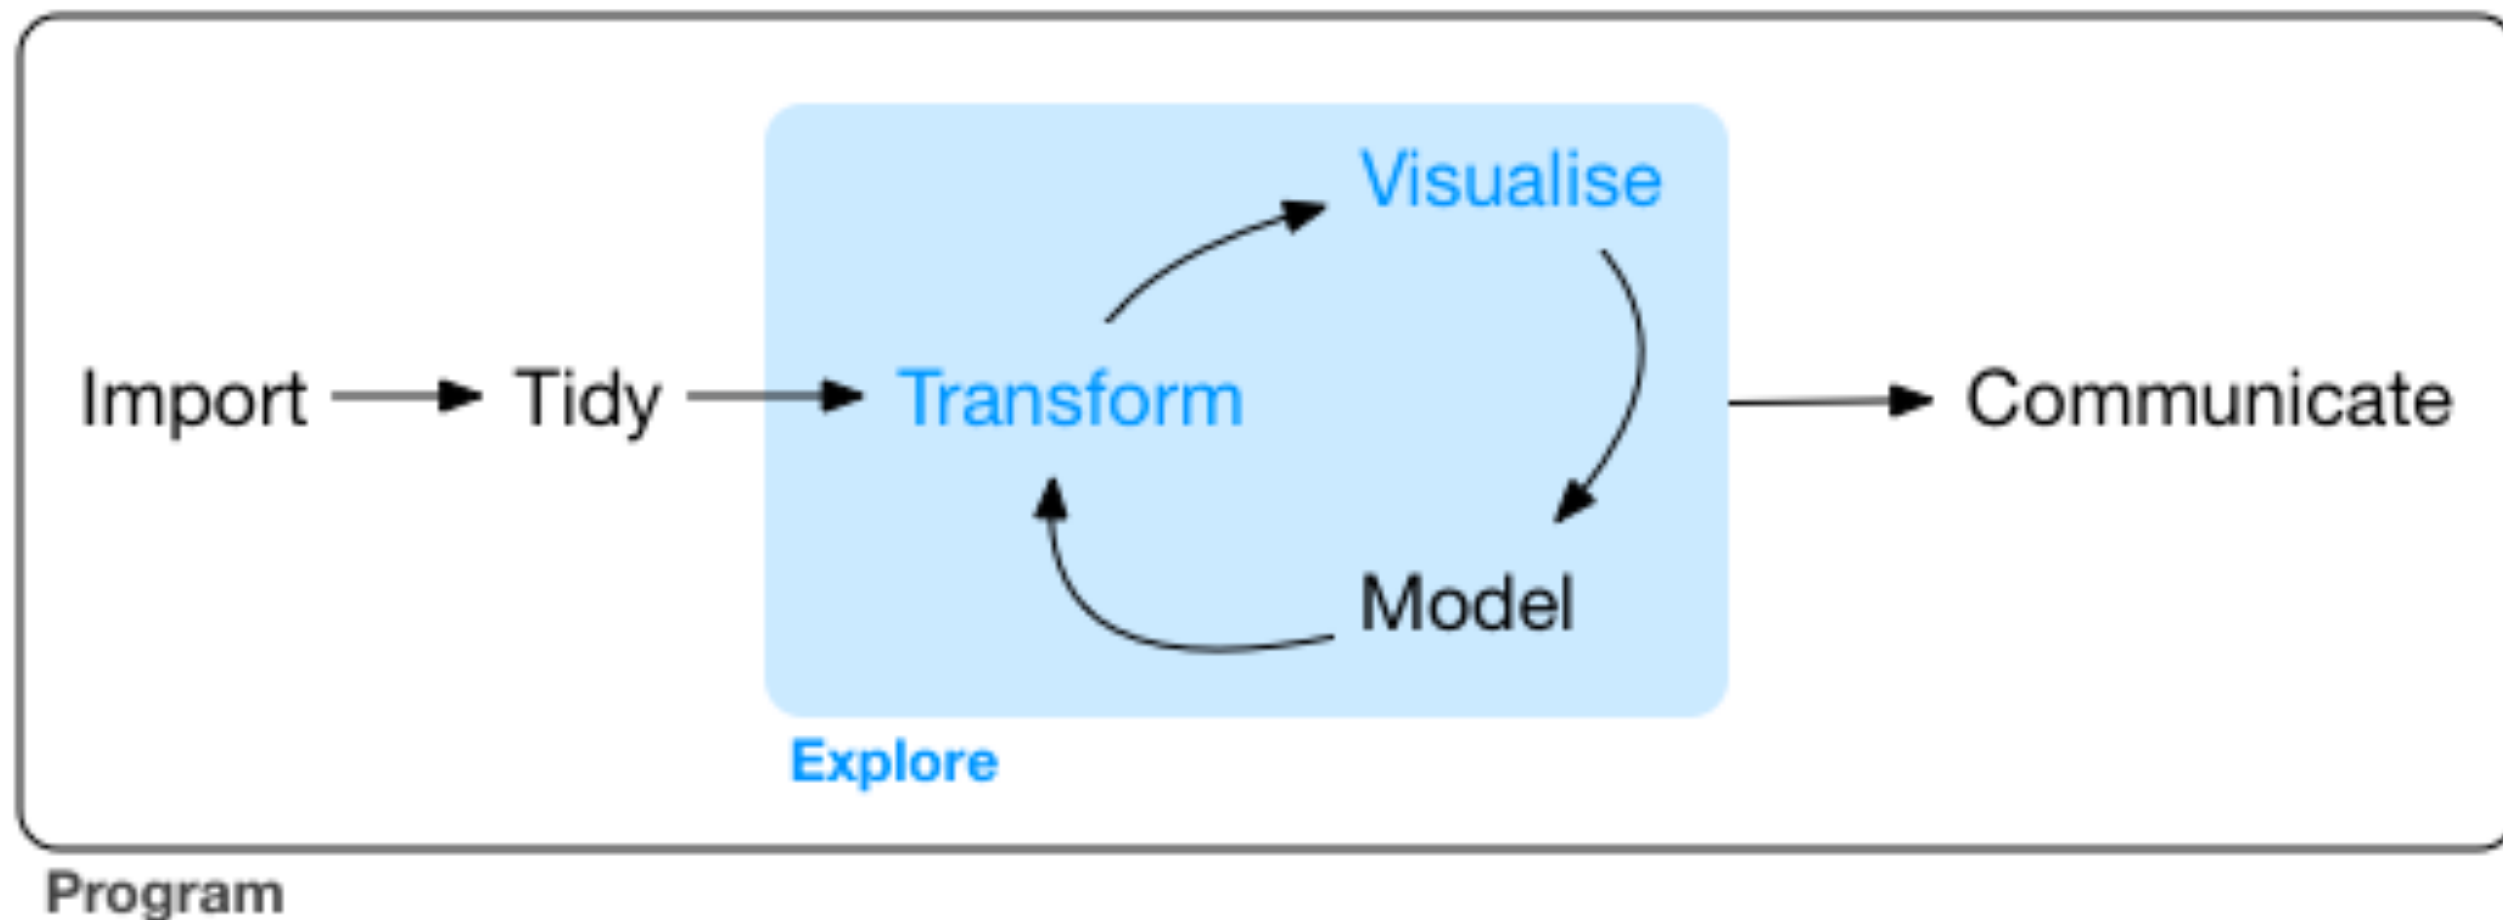 Visualise
Import Tidy Transform Communicate
Model
Explore
Program